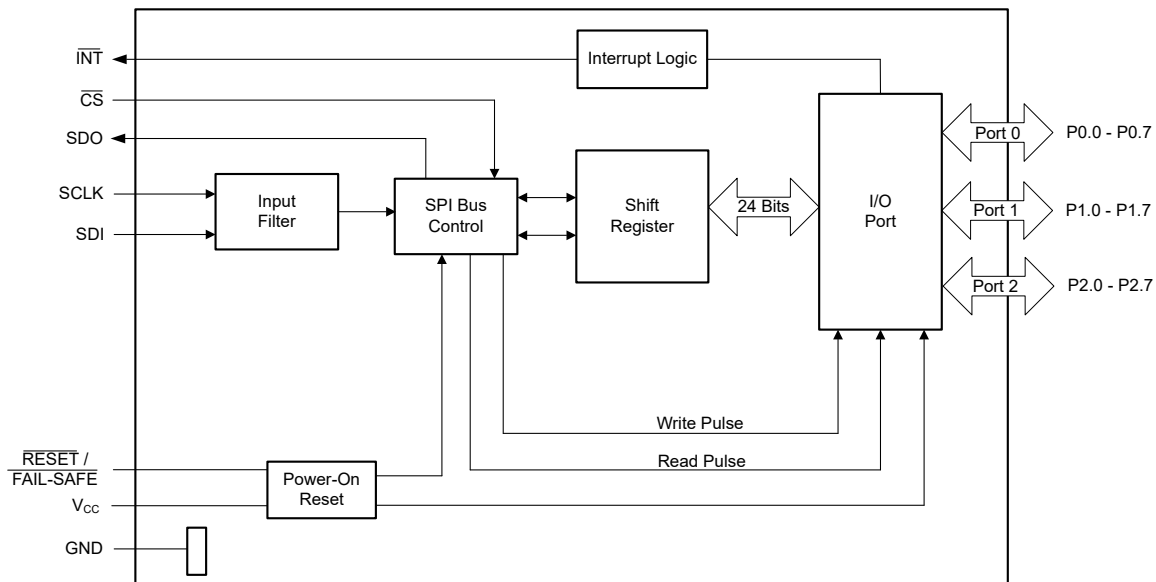 INT
Interrupt Logic
CS
SDO
Port 0
P0.0 - P0.7
SCLK
Input
Filter
SPI Bus
Control
Shift
Register
24 Bits
I/O
Port
Port 1
P1.0 - P1.7
SDI
Port 2
P2.0 - P2.7
Write Pulse
Read Pulse
RESET /
FAIL-SAFE
Power-On
Reset
VCC
GND